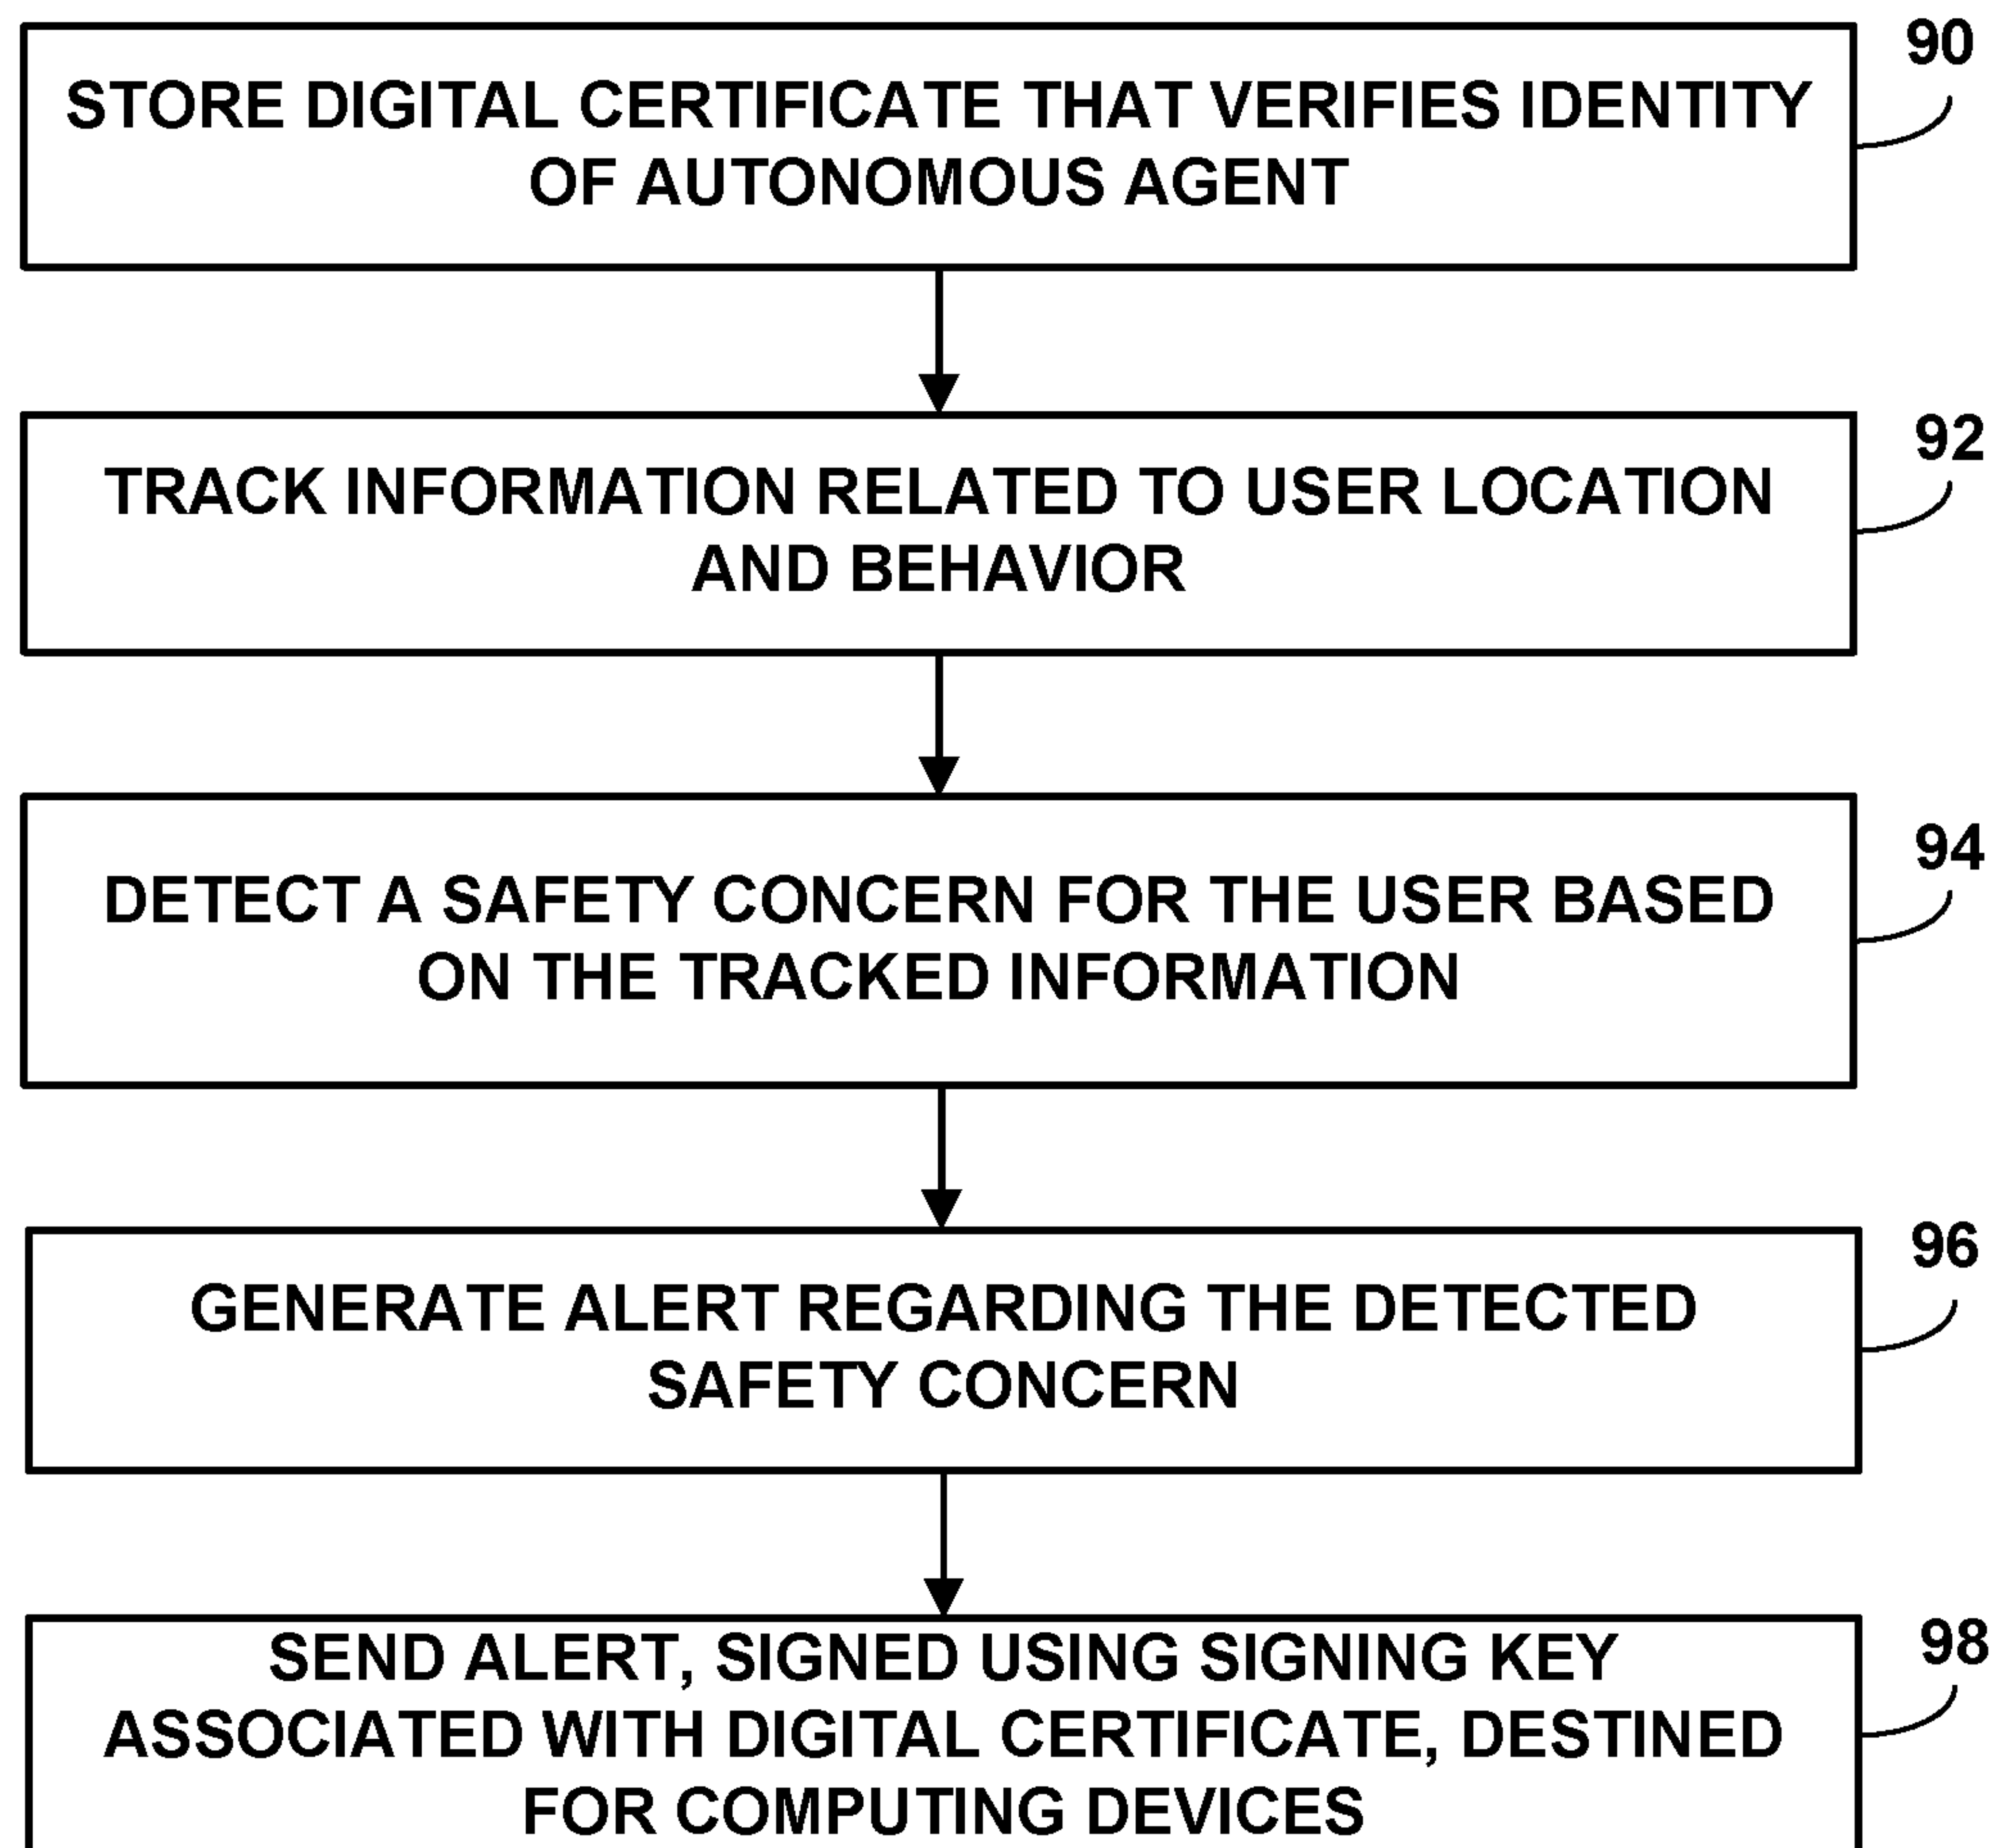 90
STORE DIGITAL CERTIFICATE THAT VERIFIES IDENTITY
OF AUTONOMOUS AGENT
92
TRACK INFORMATION RELATED TO USER LOCATION
AND BEHAVIOR
94
DETECT A SAFETY CONCERN FOR THE USER BASED
ON THE TRACKED INFORMATION
96
GENERATE ALERT REGARDING THE DETECTED
SAFETY CONCERN
98
SEND ALERT, SIGNED USING SIGNING KEY
ASSOCIATED WITH DIGITAL CERTIFICATE, DESTINED
FOR COMPUTING DEVICES